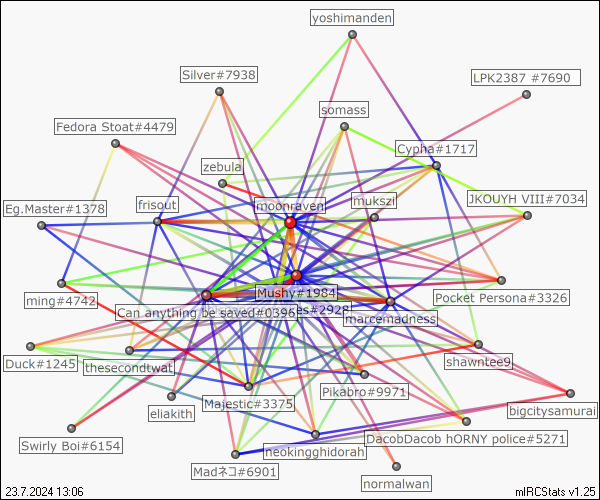 yoshimanden
Silver#7938
LPK2387 #7690
somass
Fedora Stoat#4479
Cypha#1717
zebula
mukszi
JKOUYH VIII#7034
moonraven
frisout
Eg.Master#1378
Mushy#1984
Pocket Persona#3326
ming#4742
Can anything be saved#0396
es#2928
marcemadness
Duck#1245
thesecondtwat
shawntee9
Pikabro#9971
Majestic#3375
eliakith
bigcitysamurai
Swirly Boi#6154
DacobDacob hORNY police#5271
neokingghidorah
Madネコ#6901
normalwan
23.7.2024 13:06
mIRCStats v1.25